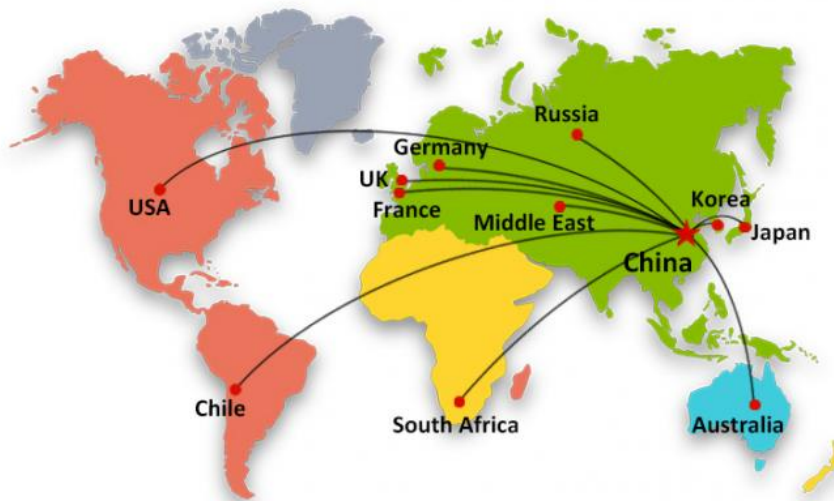 Russia
Germany
UK
USA
France
Middle East
Korea
Japan
China
Chile
South Africa
Australia